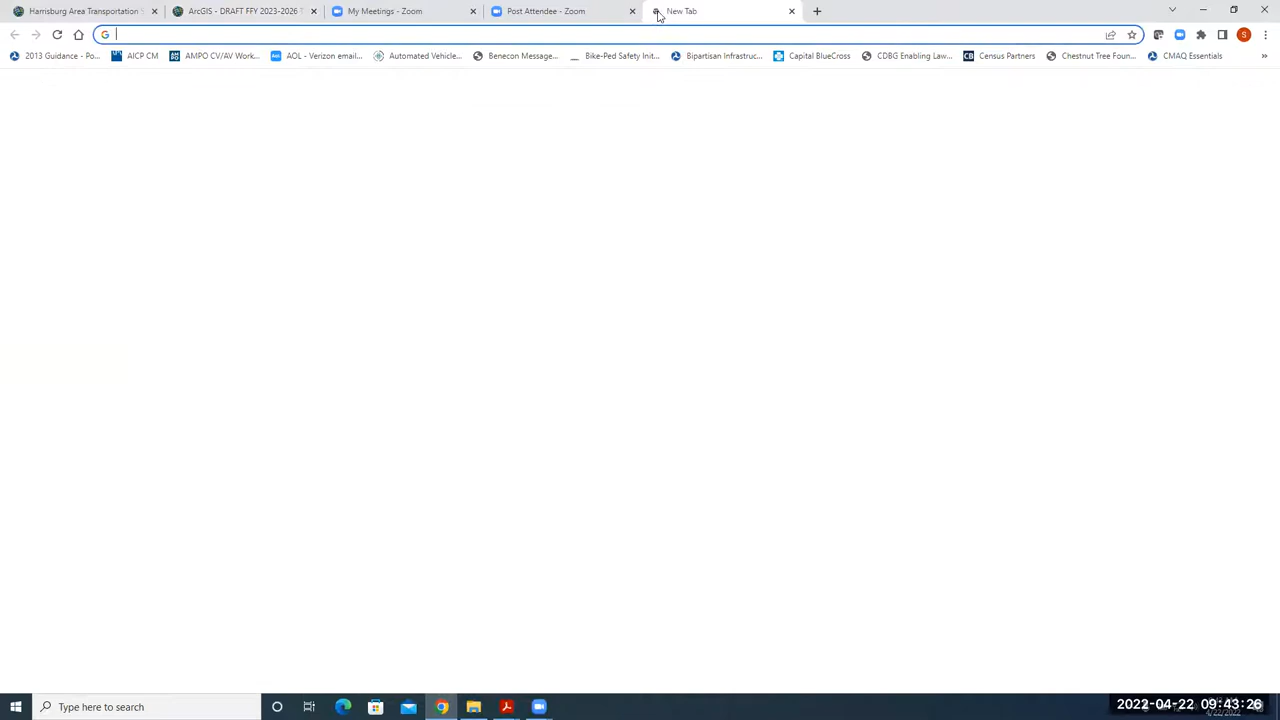 Harrisburg Area Transportation S
ArcGIS - DRAFT FFY 2023-2026 T
My Meetings - Zoom
Post Attendee - Zoom
New Tab
2013 Guidance - Po...
AICP CM
AMPO CV/AV Work...
AOL - Verizon email...
Automated Vehicle...
Benecon Message...
Bike-Ped Safety Init...
Bipartisan Infrastruc...
Capital BlueCross
CDBG Enabling Law...
Census Partners
Chestnut Tree Foun...
CMAQ Essentials
Type here to search
2022-04-22 09:43:26